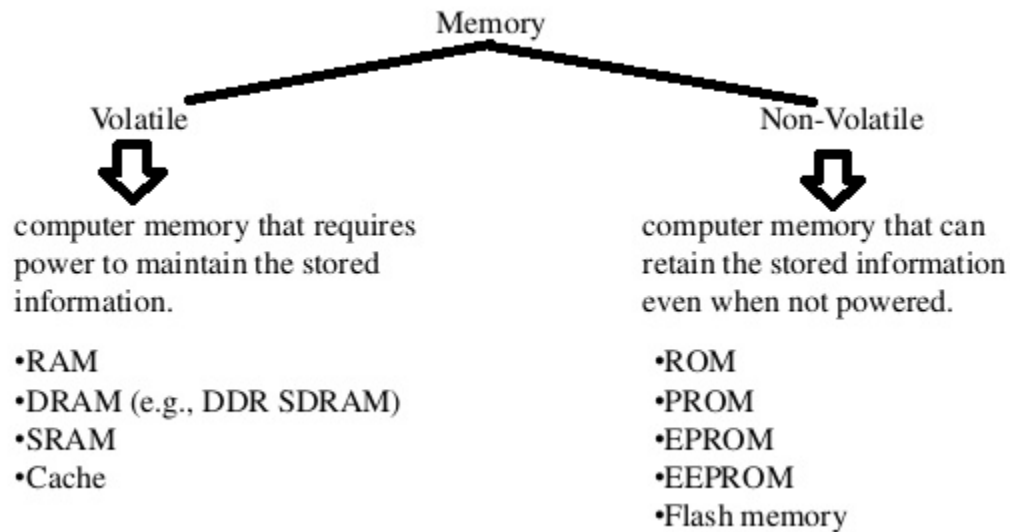 Memory
Volatile
Non-Volatile
computer memory that requires
power to maintain the stored
information.
•RAM
•DRAM (e.g., DDR SDRAM)
•SRAM
•Cache
computer memory that can
retain the stored information
even when not powered.
•ROM
•PROM
•EPROM
•EEPROM
•Flash memory